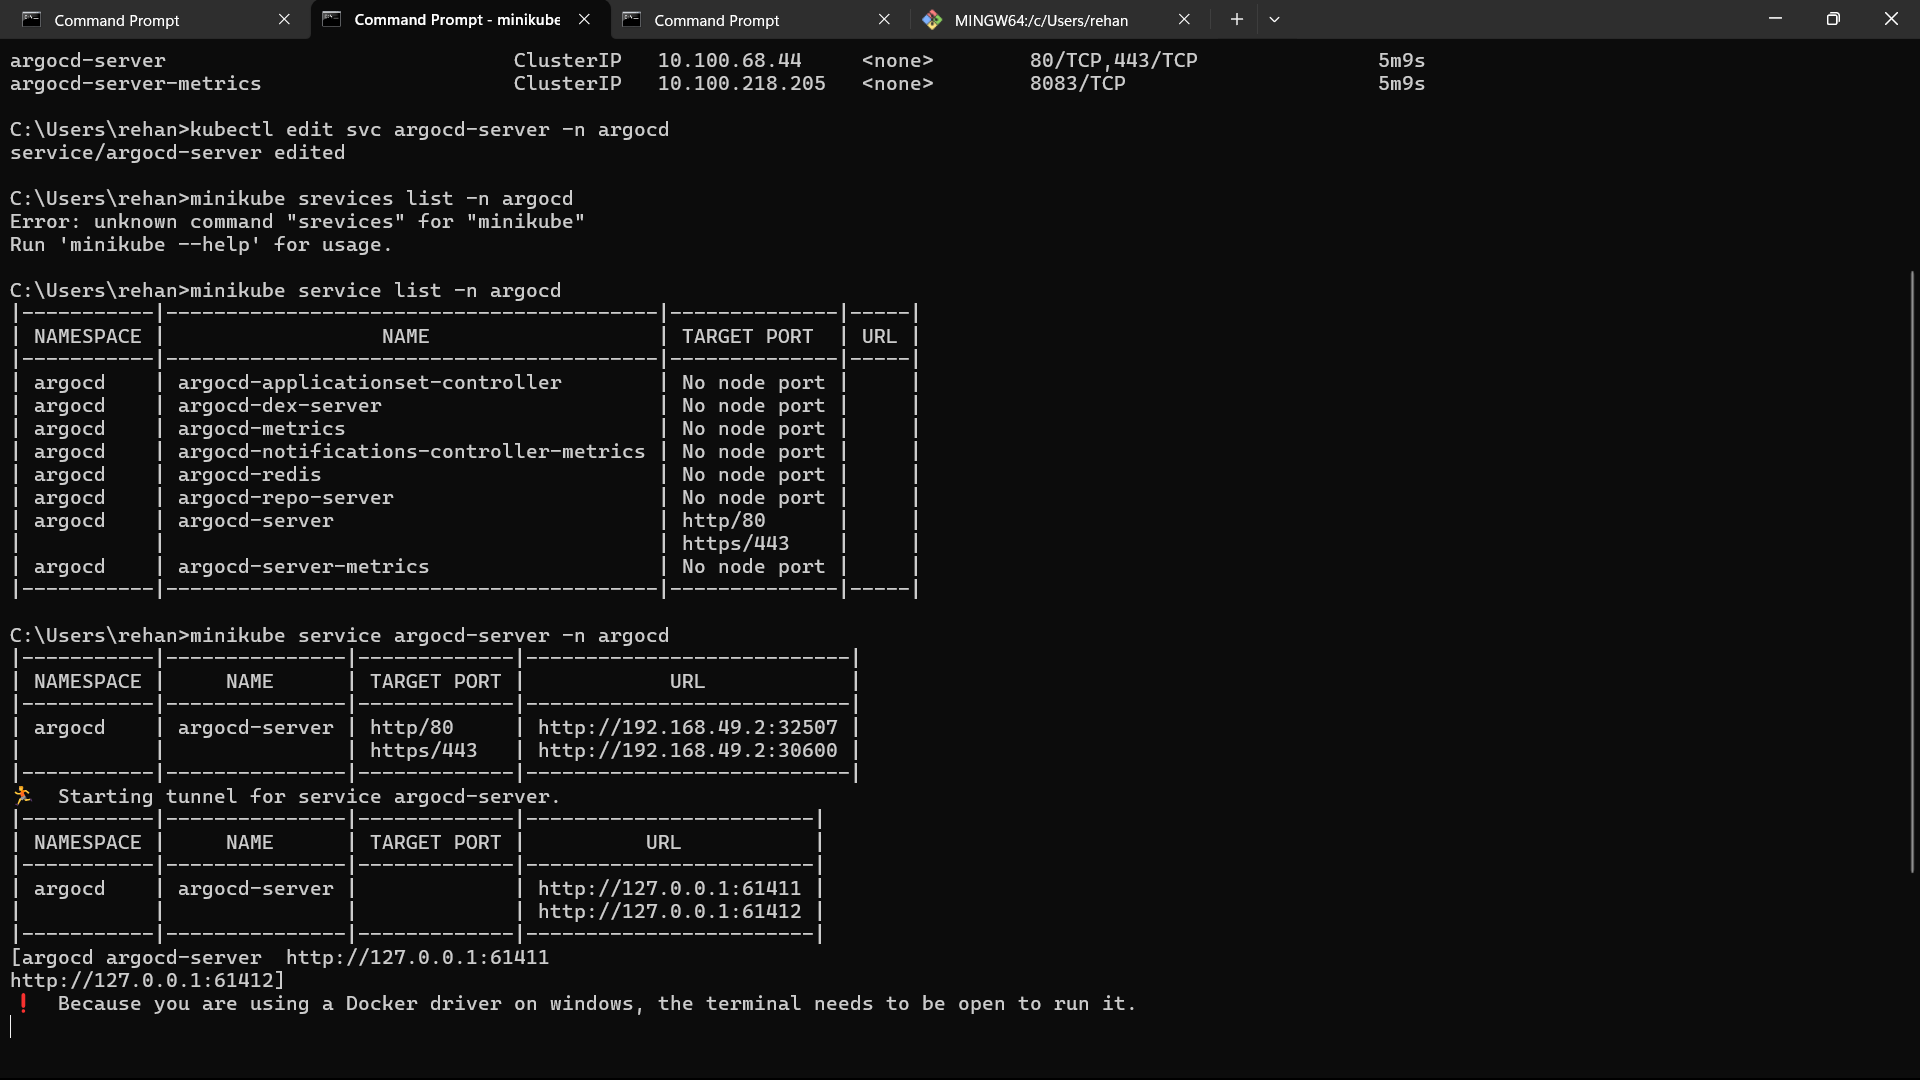 Command Prompt
Command Prompt - minikube
Command Prompt
MINGW64:/c/Users/rehan
argocd-server ClusterIP 10.100.68.44 <none> 80/TCP,443/TCP 5m9s
argocd-server-metrics ClusterIP 10.100.218.205 <none> 8083/TCP 5m9s
C:\Users\rehan>kubectl edit svc argocd-server -n argocd
service/argocd-server edited
C:\Users\rehan>minikube srevices list -n argocd
Error: unknown command "srevices" for "minikube"
Run 'minikube --help' for usage.
C:\Users\rehan>minikube service list -n argocd
|-----------|-----------------------------------------|--------------|-----|
| NAMESPACE | NAME | TARGET PORT | URL |
|-----------|-----------------------------------------|--------------|-----|
| argocd | argocd-applicationset-controller | No node port | |
| argocd | argocd-dex-server | No node port | |
| argocd | argocd-metrics | No node port | |
| argocd | argocd-notifications-controller-metrics | No node port | |
| argocd | argocd-redis | No node port | |
| argocd | argocd-repo-server | No node port | |
| argocd | argocd-server | http/80 | |
| | | https/443 | |
| argocd | argocd-server-metrics | No node port | |
|-----------|-----------------------------------------|--------------|-----|
C:\Users\rehan>minikube service argocd-server -n argocd
|-----------|---------------|-------------|---------------------------|
| NAMESPACE | NAME | TARGET PORT | URL |
|-----------|---------------|-------------|---------------------------|
| argocd | argocd-server | http/80 | http://192.168.49.2:32507 |
| | | https/443 | http://192.168.49.2:30600 |
|-----------|---------------|-------------|---------------------------|
🏃 Starting tunnel for service argocd-server.
|-----------|---------------|-------------|------------------------|
| NAMESPACE | NAME | TARGET PORT | URL |
|-----------|---------------|-------------|------------------------|
| argocd | argocd-server | | http://127.0.0.1:61411 |
| | | | http://127.0.0.1:61412 |
|-----------|---------------|-------------|------------------------|
[argocd argocd-server http://127.0.0.1:61411
http://127.0.0.1:61412]
❗ Because you are using a Docker driver on windows, the terminal needs to be open to run it.